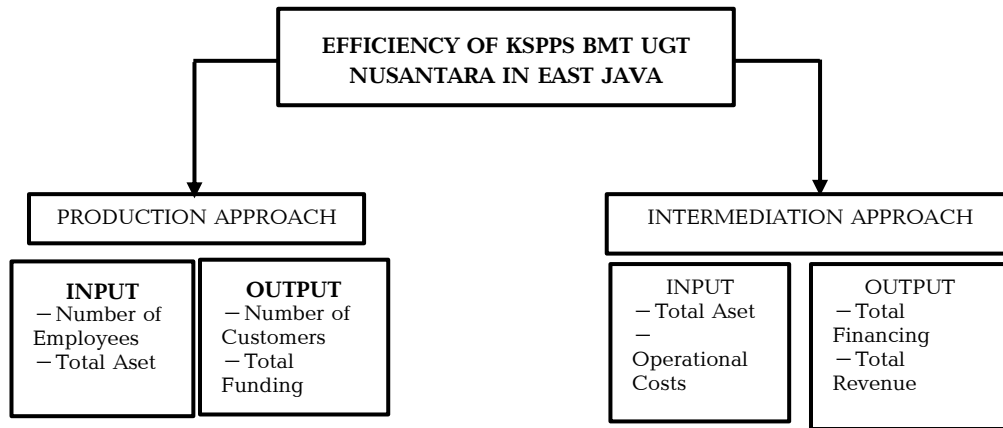 EFFICIENCY OF KSPPS BMT UGT
NUSANTARA IN EAST JAVA
PRODUCTION APPROACH
INPUT
−Number of
Employees
−Total Aset
OUTPUT
−Number of
Customers
−Total
Funding
INTERMEDIATION APPROACH
INPUT
−Total Aset
−
Operational
Costs
OUTPUT
−Total
Financing
−Total
Revenue